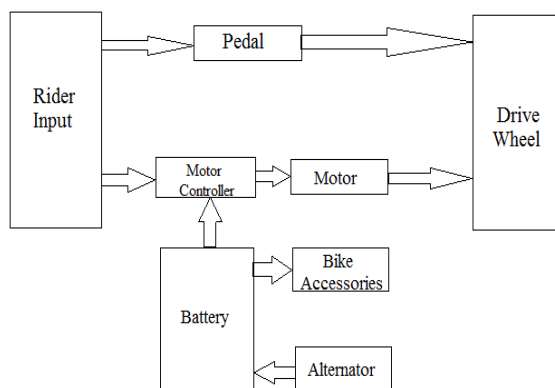 Pedal
Rider
Input
Drive
Wheel
Motor
Controller
Motor
Bike
Accessories
Battery
Alternator